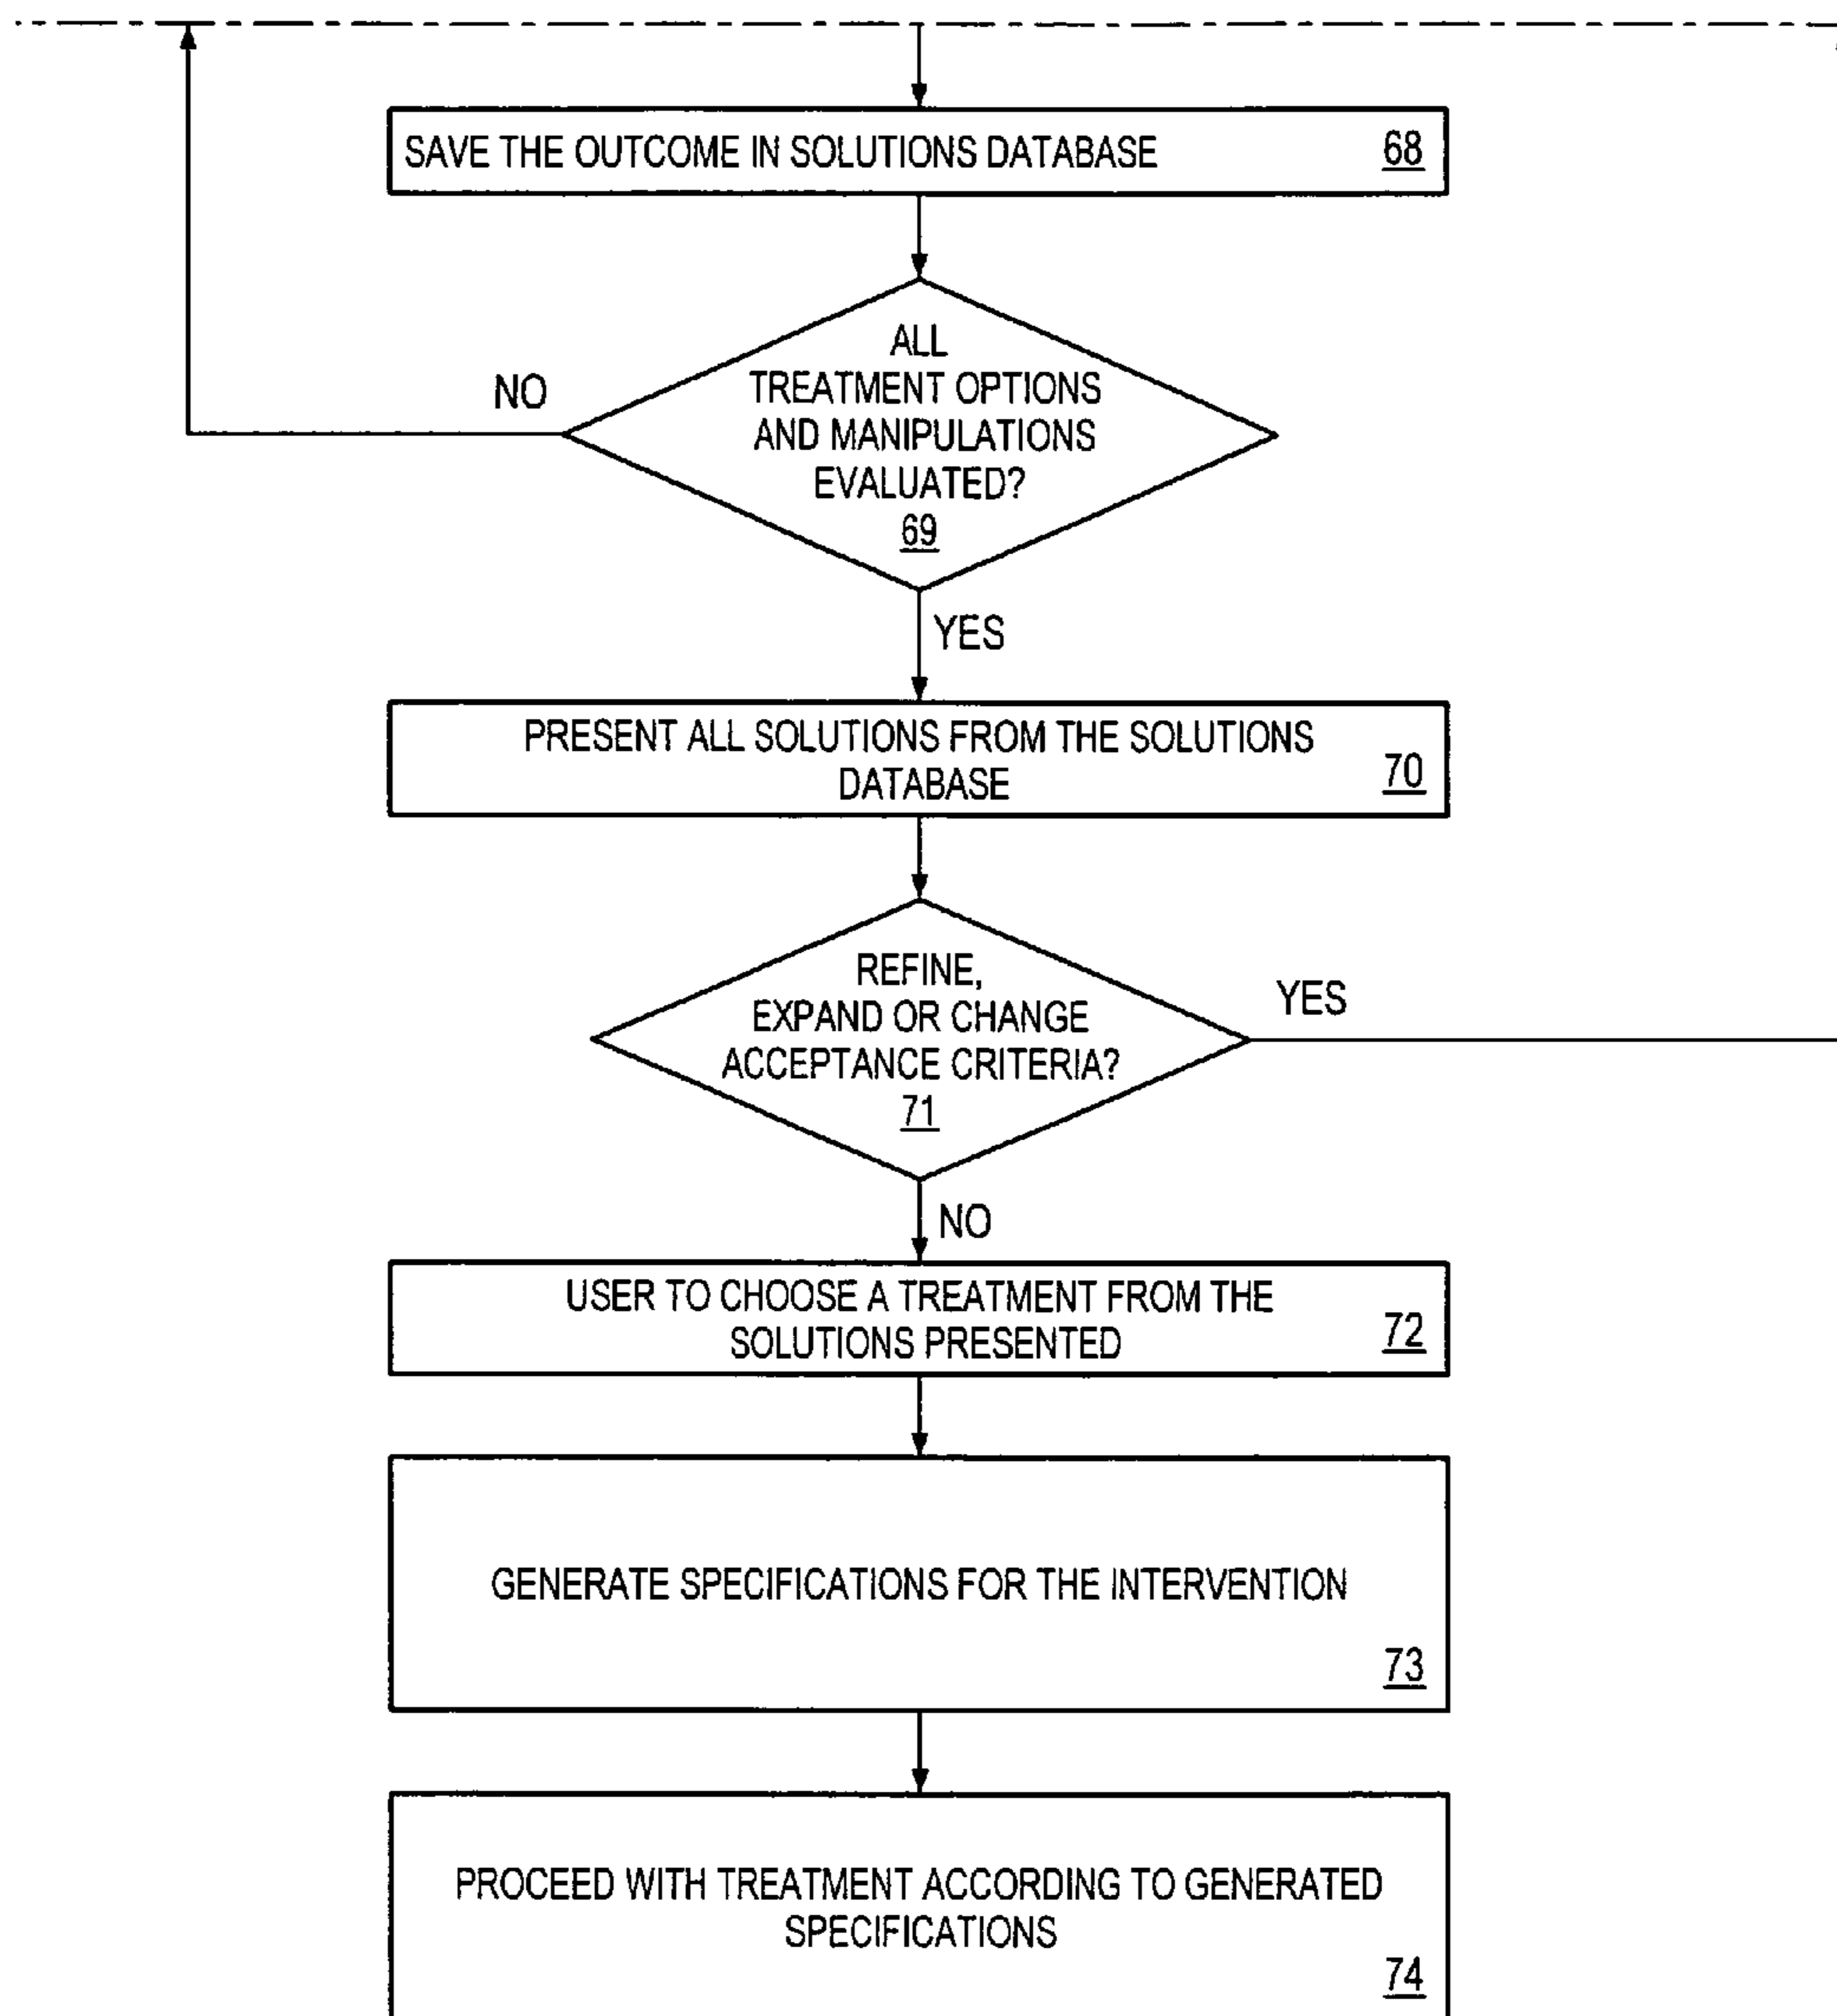 SAVE THE OUTCOME IN SOLUTIONS DATABASE 68
ALL
TREATMENT OPTIONS
AND MANIPULATIONS
EVALUATED?
69
NO
YES
PRESENT ALL SOLUTIONS FROM THE SOLUTIONS
DATABASE
70
REFINE,
EXPAND OR CHANGE
ACCEPTANCE CRITERIA?
71
YES
NO
USER TO CHOOSE A TREATMENT FROM THE
SOLUTIONS PRESENTED
72
GENERATE SPECIFICATIONS FOR THE INTERVENTION
73
PROCEED WITH TREATMENT ACCORDING TO GENERATED
SPECIFICATIONS
74